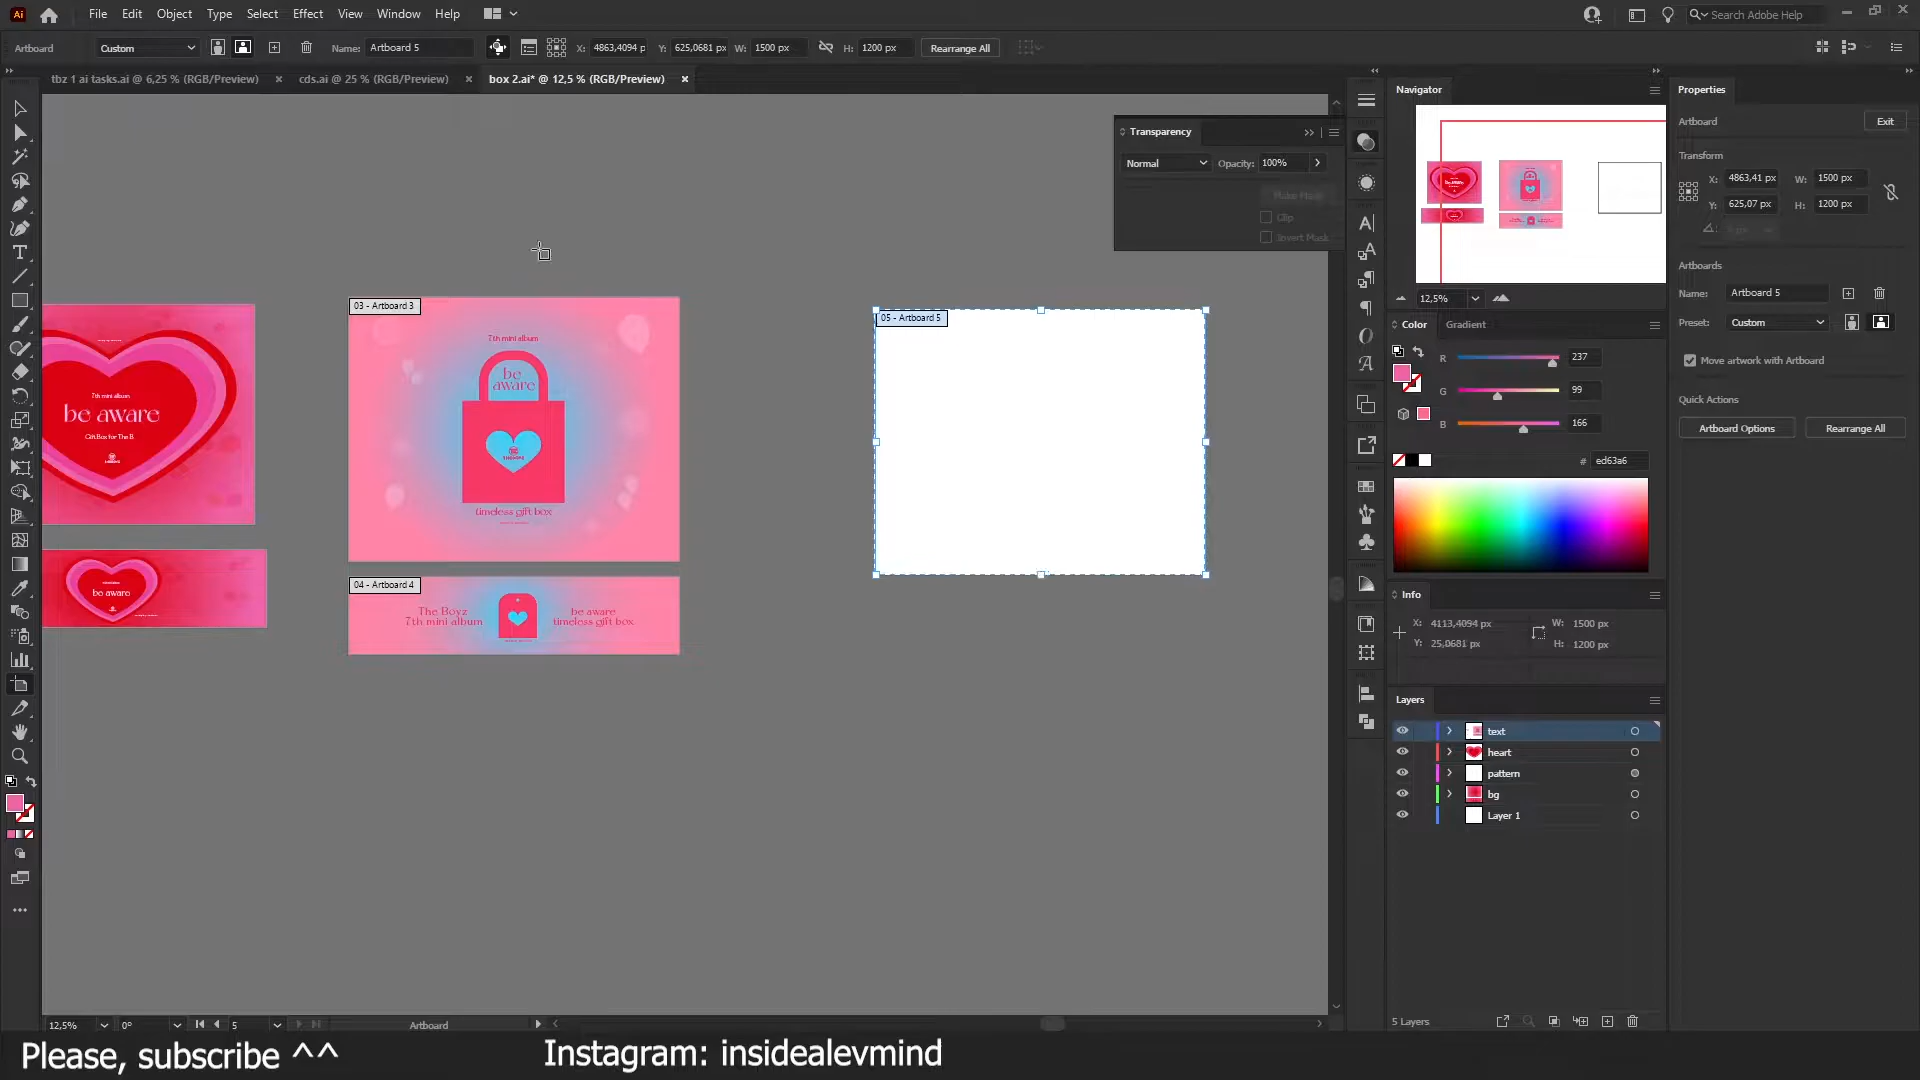 Ai File Edit Object Type Select Effect View Window Help Search Adobe Help
Artboard Custom Name: Artboard 5 X: 4863,4094 p Y: 625,0681 px W: 1500 px H: 1200 px Rearrange All
tbz 1 ai tasks.ai @ 6,25 % (RGB/Preview) × cds.ai @ 25 % (RGB/Preview) × box 2.ai* @ 12,5 % (RGB/Preview) ×
Navigator
Properties
Transparency
Normal Opacity: 100%
Make Mask
Clip
Invert Mask
Artboard Exit
Transform
X: 4863,41 px W: 1500 px
Y: 625,07 px H: 1200 px
Artboards
Name: Artboard 5
Preset: Custom
Move artwork with Artboard
Quick Actions
Artboard Options Rearrange All
12,5%
Color Gradient
R 237
G 99
B 166
# ed63a6
Info
X: 4113,4094 px W: 1500 px
Y: 25,0681 px H: 1200 px
Layers
text
heart
pattern
bg
Layer 1
5 Layers
7th mini album
be aware
Gift Box for The B
be aware
03 - Artboard 3
7th mini album
be
aware
timeless gift box
04 - Artboard 4
The Boyz
7th mini album
be aware
timeless gift box
05 - Artboard 5
12,5% 0° 5 Artboard
Please, subscribe ^^
Instagram: insidealevmind